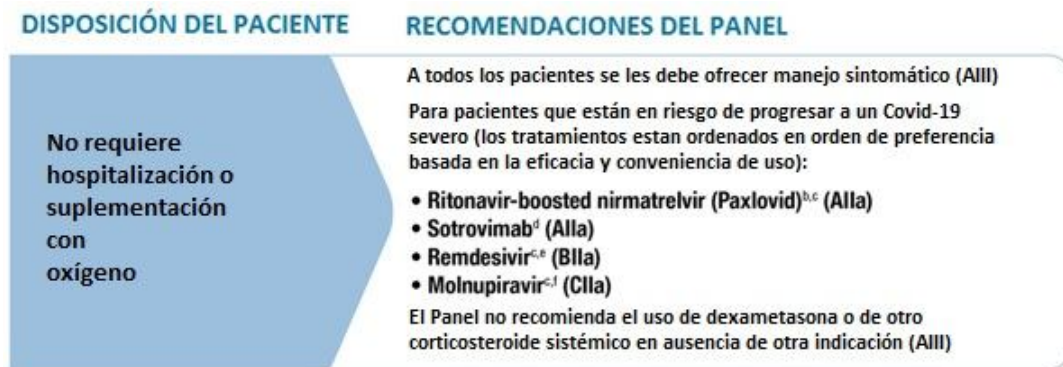 DISPOSICIÓN DEL PACIENTE
RECOMENDACIONES DEL PANEL
No requiere
hospitalización o
suplementación
con
oxígeno
A todos los pacientes se les debe ofrecer manejo sintomático (AIII)
Para pacientes que están en riesgo de progresar a un Covid-19
severo (los tratamientos estan ordenados en orden de preferencia
basada en la eficacia y conveniencia de uso):
• Ritonavir-boosted nirmatrelvir (Paxlovid)b,c (AIIa)
• Sotrovimabd (AIIa)
• Remdesivirc,e (BIIa)
• Molnupiravirc,f (CIIa)
El Panel no recomienda el uso de dexametasona o de otro
corticosteroide sistémico en ausencia de otra indicación (AIII)